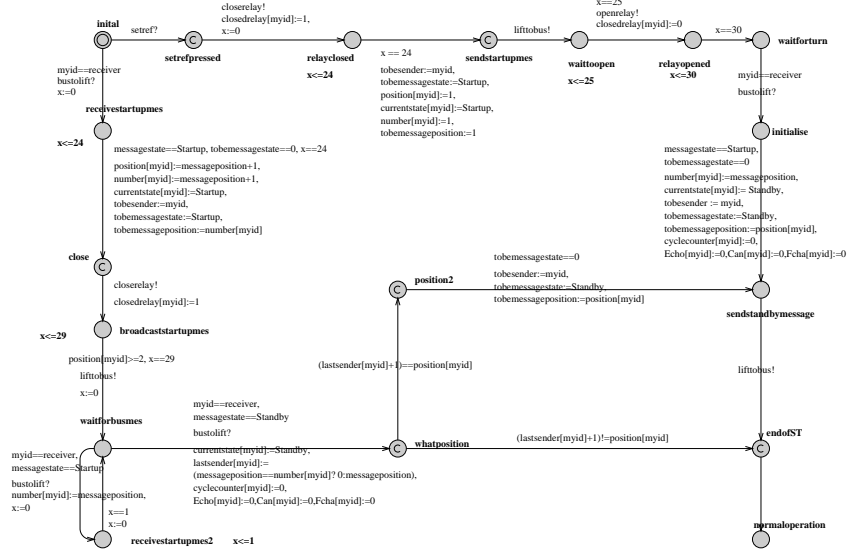 inital
setref?
C
setrefpressed
closerelay!
closedrelay[myid]:=1,
x:=0
relayclosed
x<=24
x == 24
tobesender:=myid,
tobemessagestate:=Startup,
position[myid]:=1,
currentstate[myid]:=Startup,
number[myid]:=1,
tobemessageposition:=1
C
sendstartupmes
lifttobus!
waittoopen
x<=25
x==25
openrelay!
closedrelay[myid]:=0
relayopened
x<=30
x==30
waitforturn
myid==receiver
bustolift?
x:=0
receivestartupmes
x<=24
messagestate==Startup, tobemessagestate==0, x==24
position[myid]:=messageposition+1,
number[myid]:=messageposition+1,
currentstate[myid]:=Startup,
tobesender:=myid,
tobemessagestate:=Startup,
tobemessageposition:=number[myid]
myid==receiver
bustolift?
initialise
messagestate==Startup,
tobemessagestate==0
number[myid]:=messageposition,
currentstate[myid]:= Standby,
tobesender := myid,
tobemessagestate:=Standby,
tobemessageposition:=position[myid],
cyclecounter[myid]:=0,
Echo[myid]:=0,Can[myid]:=0,Fcha[myid]:=0
close
C
closerelay!
closedrelay[myid]:=1
x<=29
broadcaststartupmes
position[myid]>=2, x==29
lifttobus!
x:=0
C
position2
tobemessagestate==0
tobesender:=myid,
tobemessagestate:=Standby,
tobemessageposition:=position[myid]
sendstandbymessage
lifttobus!
(lastsender[myid]+1)==position[myid]
waitforbusmes
myid==receiver,
messagestate==Standby
bustolift?
currentstate[myid]:=Standby,
lastsender[myid]:=
(messageposition==number[myid]? 0:messageposition),
cyclecounter[myid]:=0,
Echo[myid]:=0,Can[myid]:=0,Fcha[myid]:=0
C
whatposition
(lastsender[myid]+1)!=position[myid]
endofST
C
myid==receiver,
messagestate==Startup
bustolift?
number[myid]:=messageposition,
x:=0
x==1
x:=0
receivestartupmes2
x<=1
normaloperation